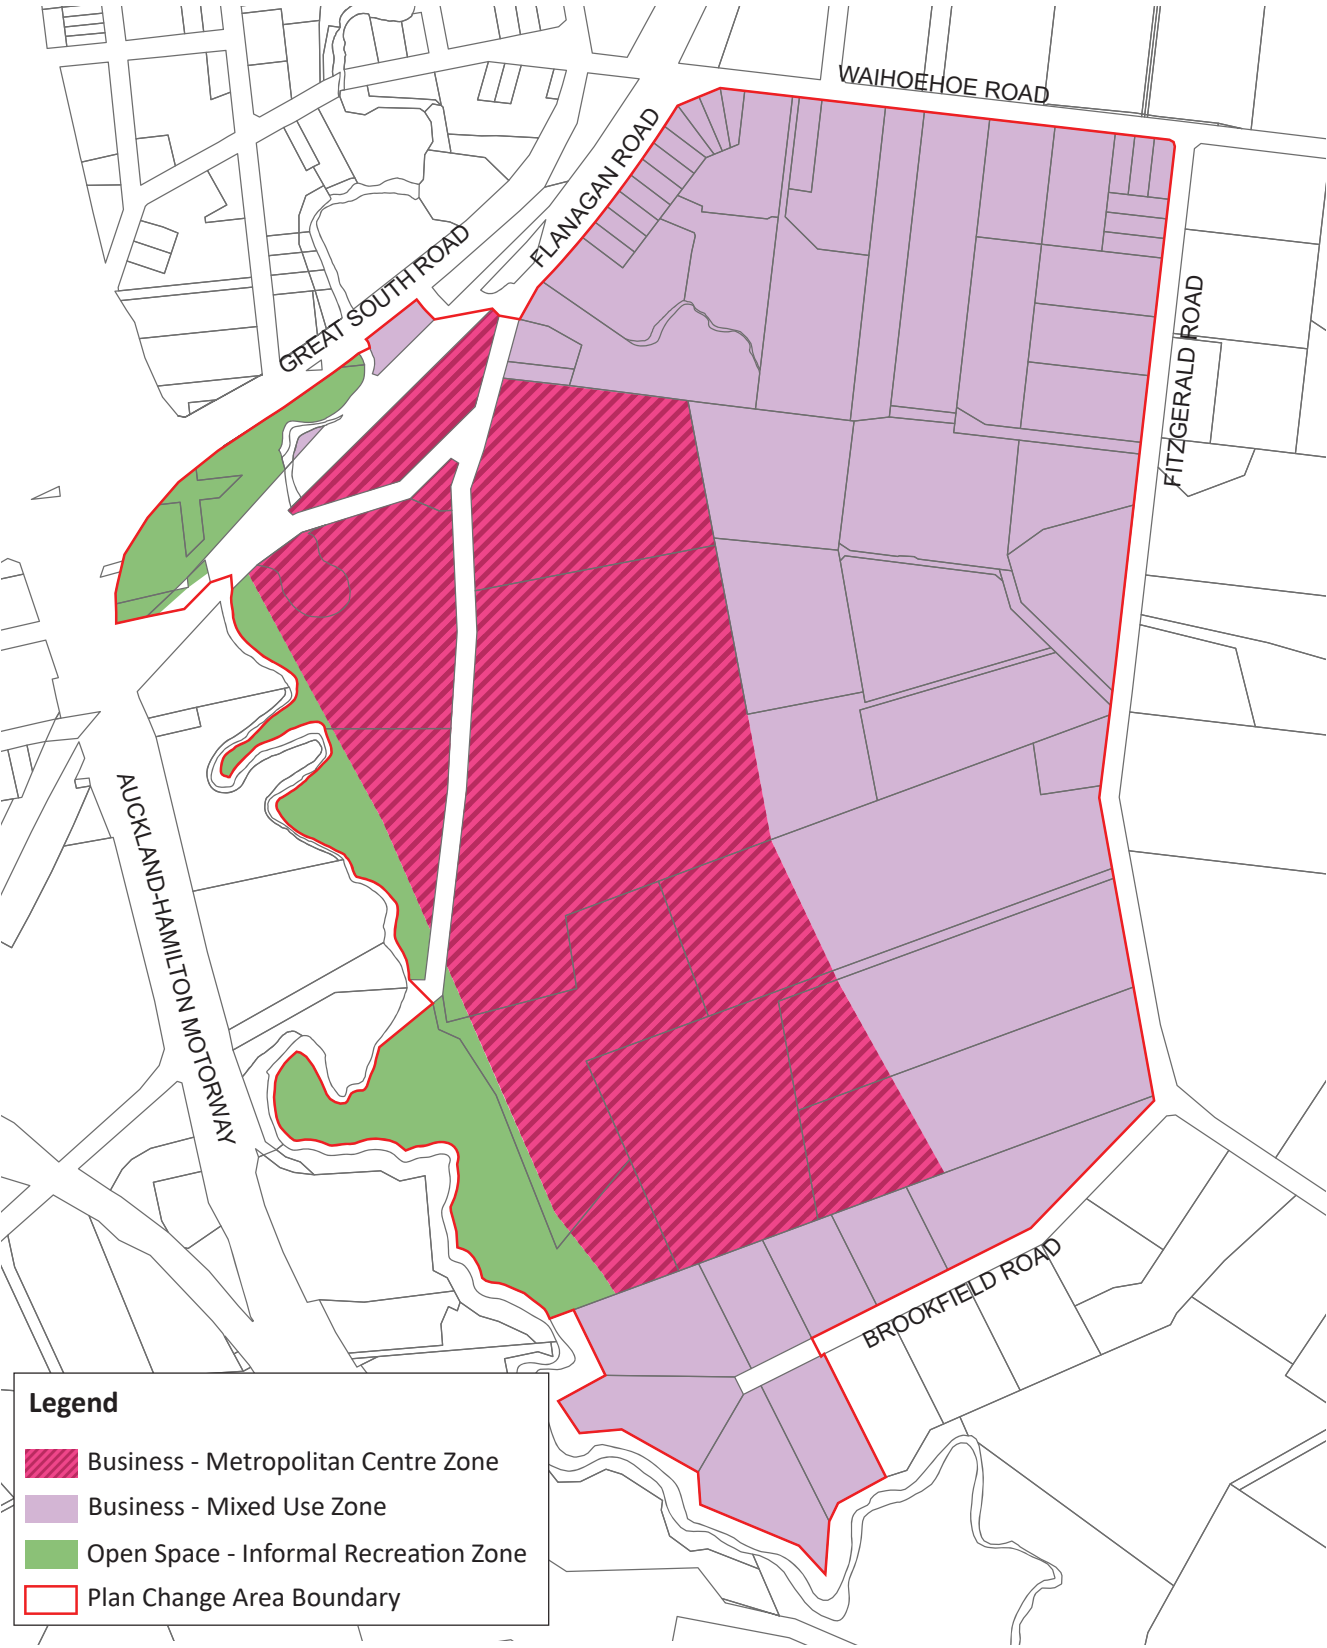 WAIHOEHOE ROAD
FLANAGAN ROAD
GREAT SOUTH ROAD
FITZGERALD ROAD
AUCKLAND-HAMILTON MOTORWAY
BROOKFIELD ROAD
Legend
Business - Metropolitan Centre Zone
Business - Mixed Use Zone
Open Space - Informal Recreation Zone
Plan Change Area Boundary